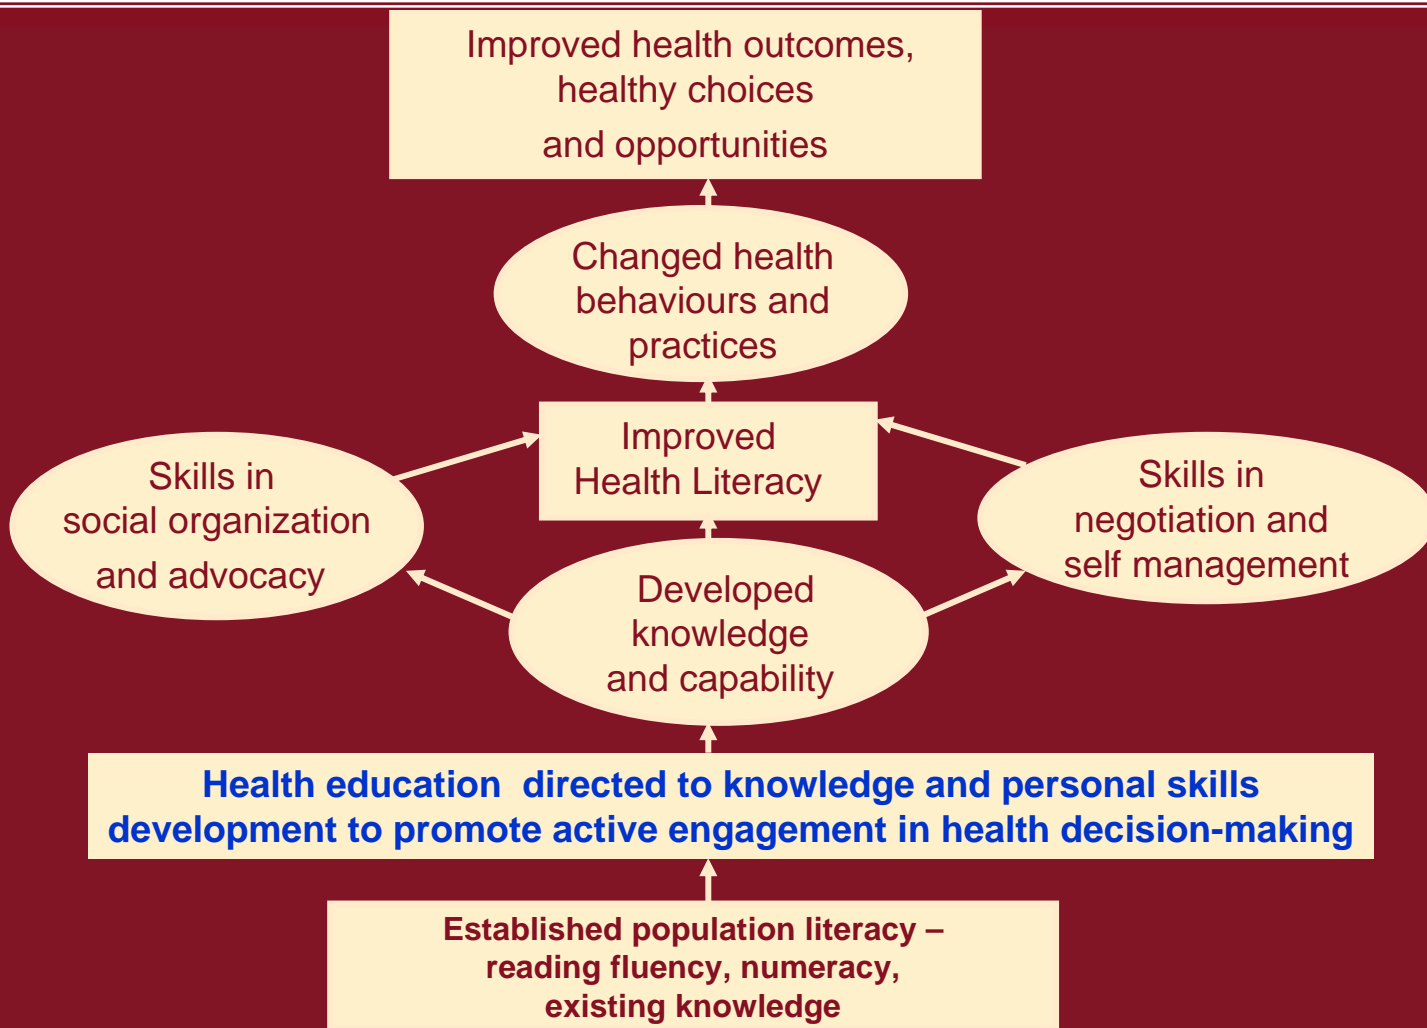 Improved health outcomes,
healthy choices
and opportunities
Changed health
behaviours and
practices
Improved
Health Literacy
Skills in
social organization
and advocacy
Skills in
negotiation and
self management
Developed
knowledge
and capability
Health education  directed to knowledge and personal skills
development to promote active engagement in health decision-making
Established population literacy –
reading fluency, numeracy,
existing knowledge